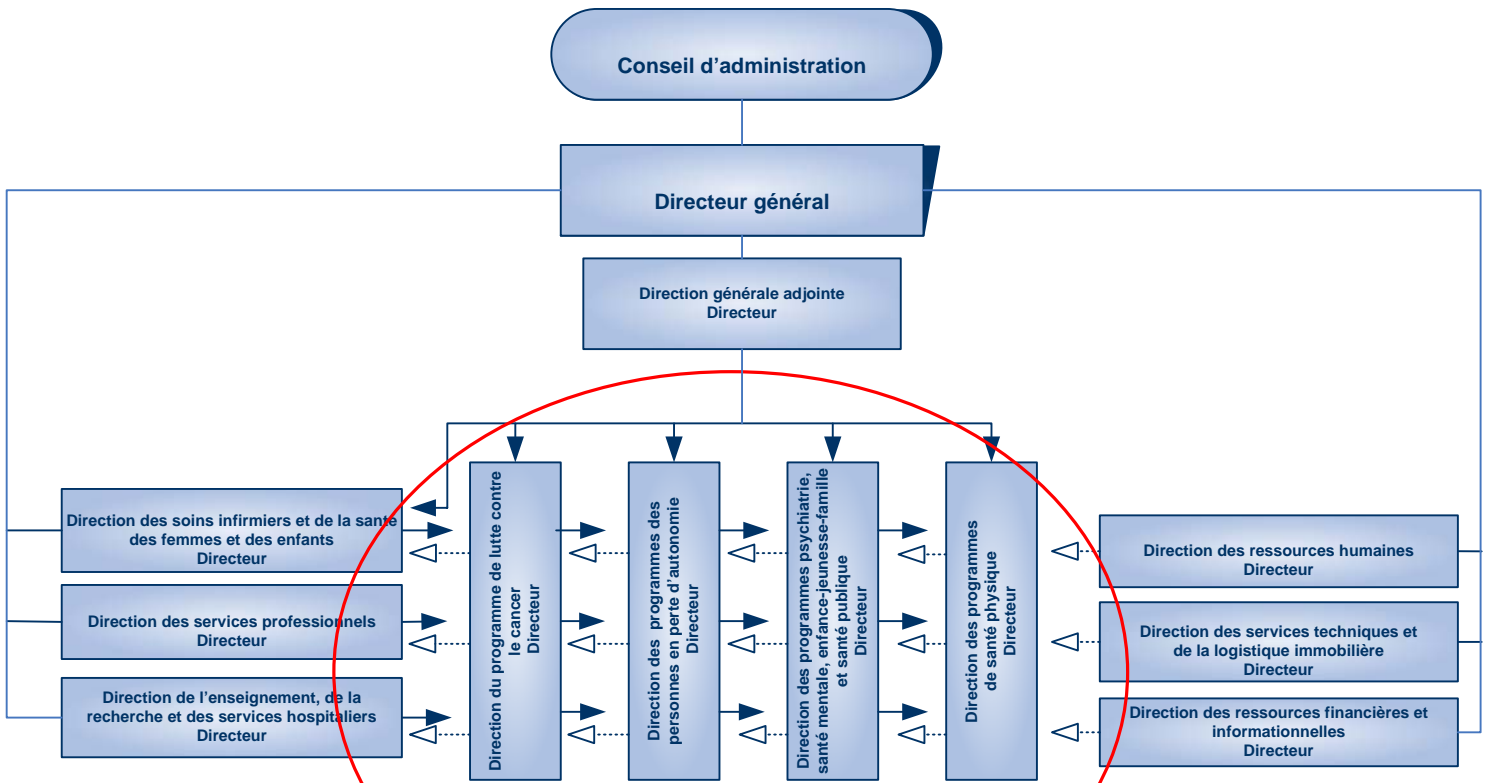 Conseil d'administration
Directeur général
Direction générale adjointe
Directeur
Direction des soins infirmiers et de la santé
des femmes et des enfants
Directeur
Direction des services professionnels
Directeur
Direction de l'enseignement, de la
recherche et des services hospitaliers
Directeur
Direction du programme de lutte contre
le cancer
Directeur
Direction des programmes des
personnes en perte d'autonomie
Directeur
Direction des programmes psychiatrie,
santé mentale, enfance-jeunesse-famille
et santé publique
Directeur
Direction des programmes
de santé physique
Directeur
Direction des ressources humaines
Directeur
Direction des services techniques et
de la logistique immobilière
Directeur
Direction des ressources financières et
informationnelles
Directeur